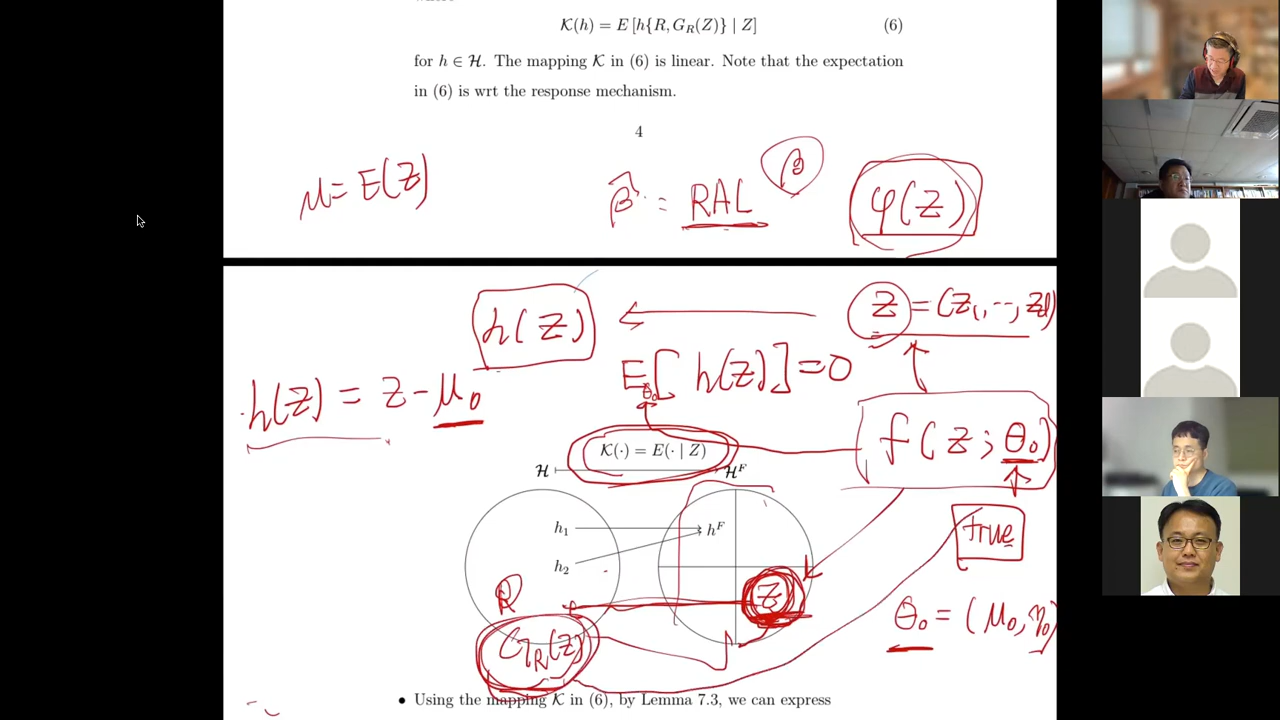 K(h) = E [h{R, G_R(Z)} | Z] (6)
for h ∈ H. The mapping K in (6) is linear. Note that the expectation
in (6) is wrt the response mechanism.
4
μ = E(Z)
β̂ : RAL
β
φ(Z)
h(Z)
Z = (Z₁, --, Z_d)
E_θ₀[h(Z)] = 0
h(Z) = Z - μ₀
f(Z; θ₀)
K(·) = E(· | Z)
H
H^F
h₁
h^F
h₂
true
R
Z
θ₀ = (μ₀, η₀)
G_R(Z)
• Using the mapping K in (6), by Lemma 7.3, we can express